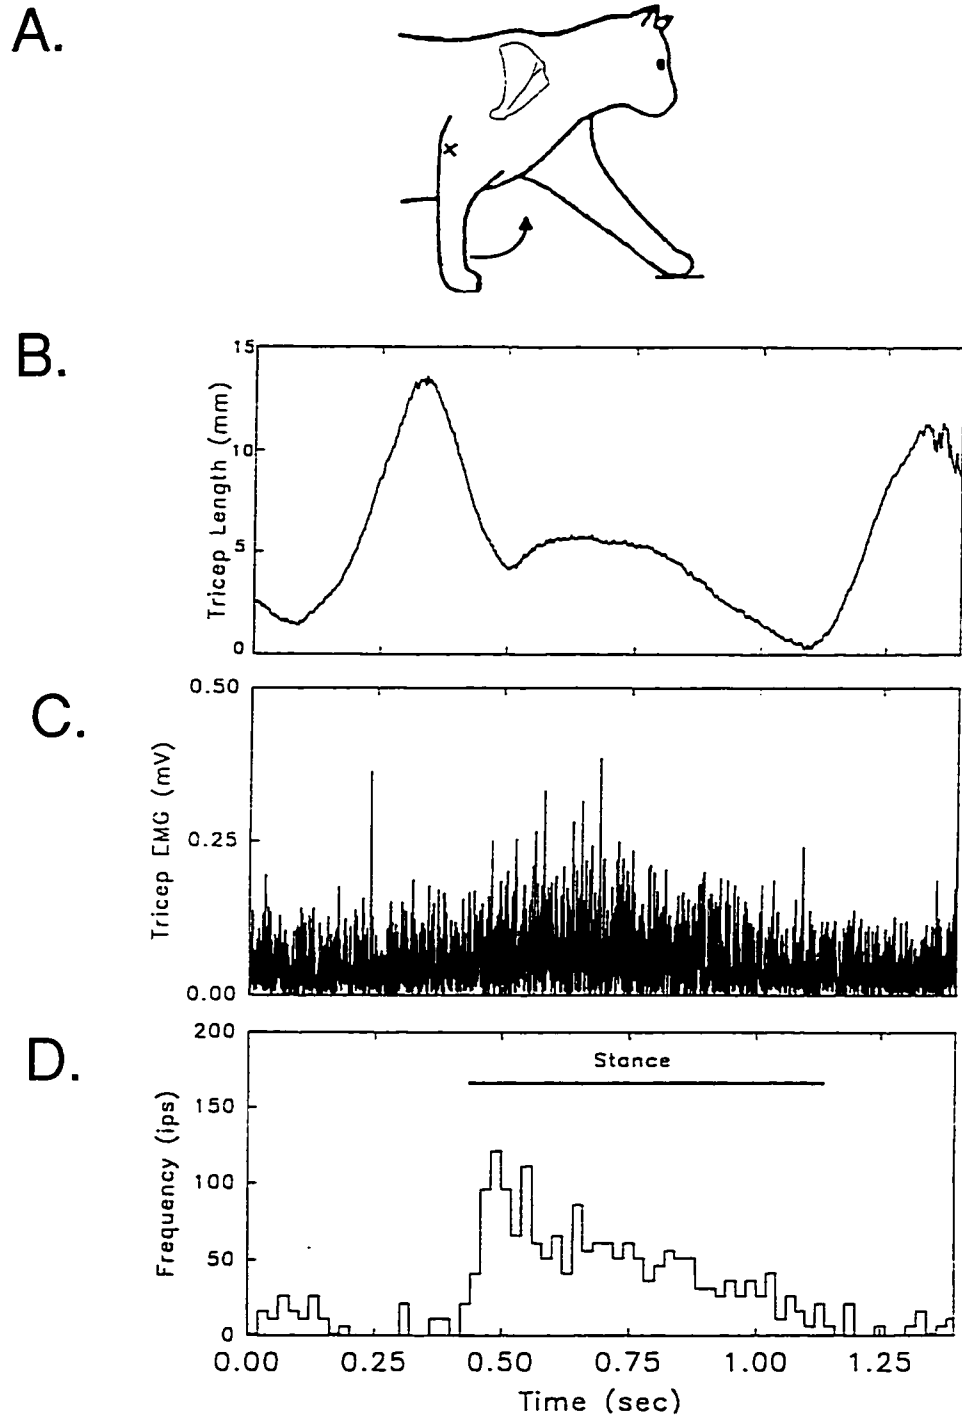 A.
B.
15
10
5
0
Tricep Length (mm)
C.
0.50
0.25
0.00
Tricep EMG (mV)
D.
200
150
100
50
0
Frequency (ips)
Stance
0.00 0.25 0.50 0.75 1.00 1.25
Time (sec)
x